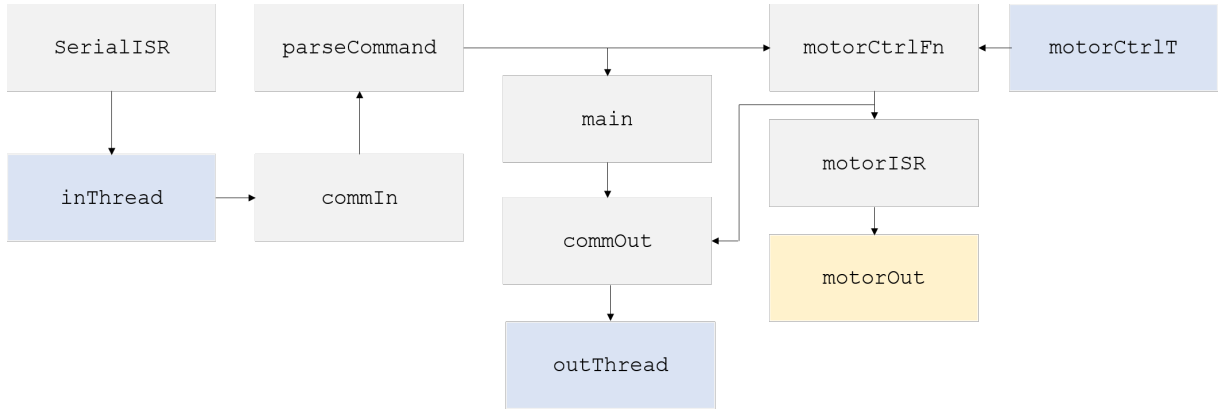 SerialISR
parseCommand
motorCtrlFn
motorCtrlT
main
motorISR
inThread
commIn
commOut
motorOut
outThread